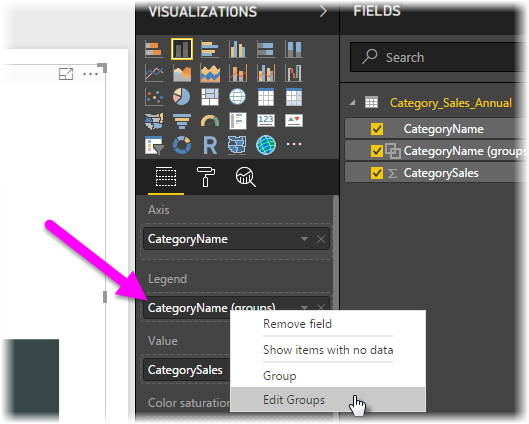 VISUALIZATIONS
FIELDS
Search
Category_Sales_Annual
CategoryName
CategoryName (groups
CategorySales
R
123
Axis
CategoryName
Legend
CategoryName (groups)
Value
CategorySales
Color saturation
Remove field
Show items with no data
Group
Edit Groups